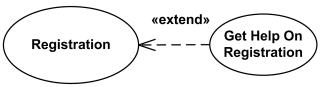 «extend»
Registration
Get Help On
Registration